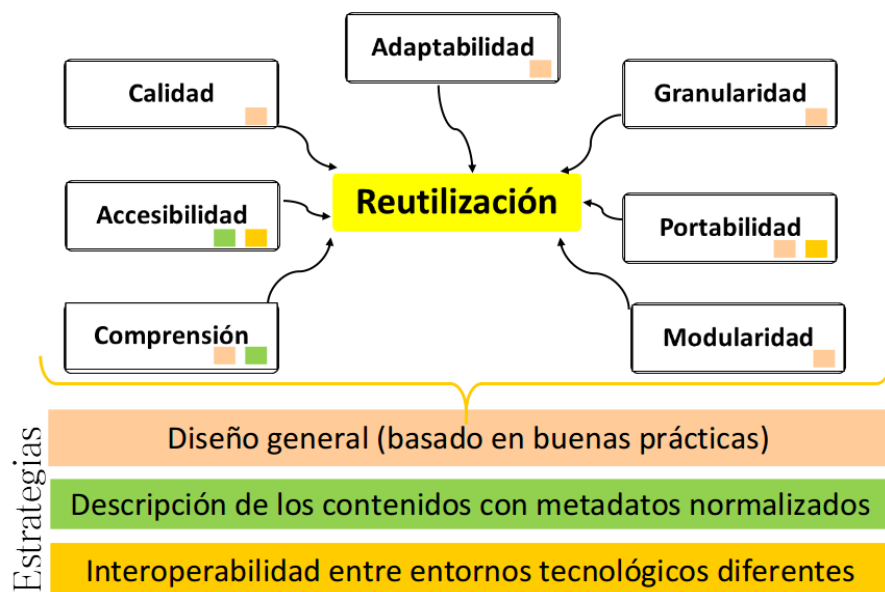 Adaptabilidad
Calidad
Granularidad
Accesibilidad
Reutilización
Portabilidad
Comprensión
Modularidad
Estrategias
Diseño general (basado en buenas prácticas)
Descripción de los contenidos con metadatos normalizados
Interoperabilidad entre entornos tecnológicos diferentes